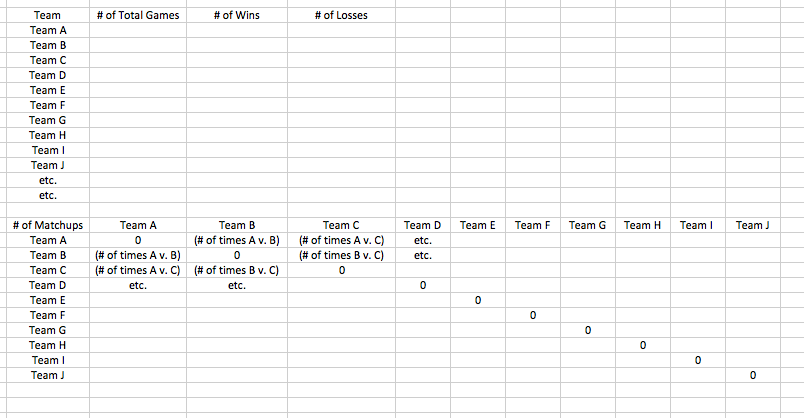 Team # of Total Games # of Wins # of Losses
Team A
Team B
Team C
Team D
Team E
Team F
Team G
Team H
Team I
Team J
etc.
etc.
# of Matchups Team A Team B Team C Team D Team E Team F Team G Team H Team I Team J
Team A 0 (# of times A v. B) (# of times A v. C) etc.
Team B (# of times A v. B) 0 (# of times B v. C) etc.
Team C (# of times A v. C) (# of times B v. C) 0
Team D etc. etc. 0
Team E 0
Team F 0
Team G 0
Team H 0
Team I 0
Team J 0